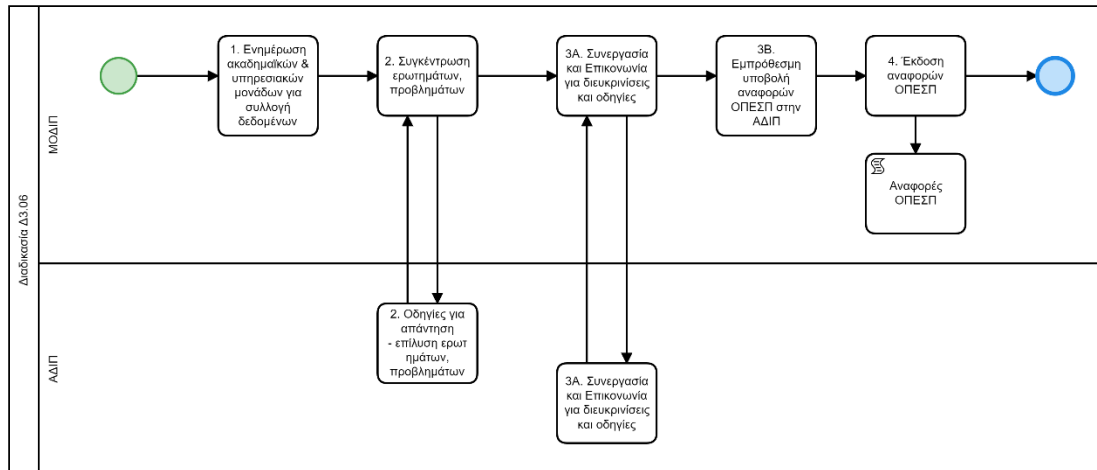 Διαδικασία Δ3.06
ΜΟΔΙΠ
1. Ενημέρωση
ακαδημαϊκών &
υπηρεσιακών
μονάδων για
συλλογή
δεδομένων
2. Συγκέντρωση
ερωτημάτων,
προβλημάτων
3Α. Συνεργασία
και Επικονωνία
για διευκρινίσεις
και οδηγίες
3Β.
Εμπρόθεσμη
υποβολή
αναφορών
ΟΠΕΣΠ στην
ΑΔΙΠ
4. Έκδοση
αναφορών
ΟΠΕΣΠ
Αναφορές
ΟΠΕΣΠ
ΑΔΙΠ
2. Οδηγίες για
απάντηση
- επίλυση ερωτ
ημάτων,
προβλημάτων
3Α. Συνεργασία
και Επικονωνία
για διευκρινίσεις
και οδηγίες